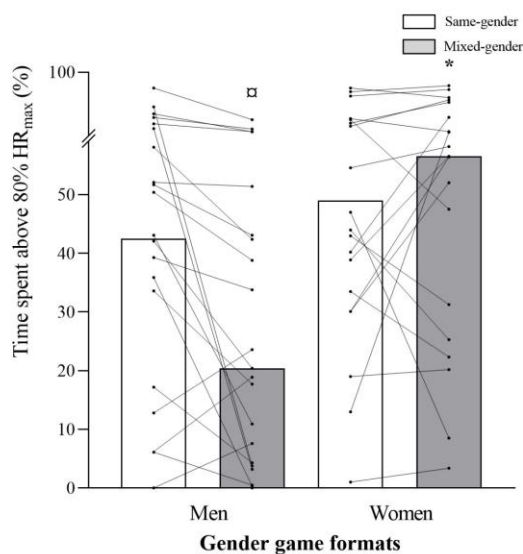 Same-gender
Mixed-gender
*
¤
Time spent above 80% HRmax (%)
100
50
40
30
20
10
0
Men
Women
Gender game formats